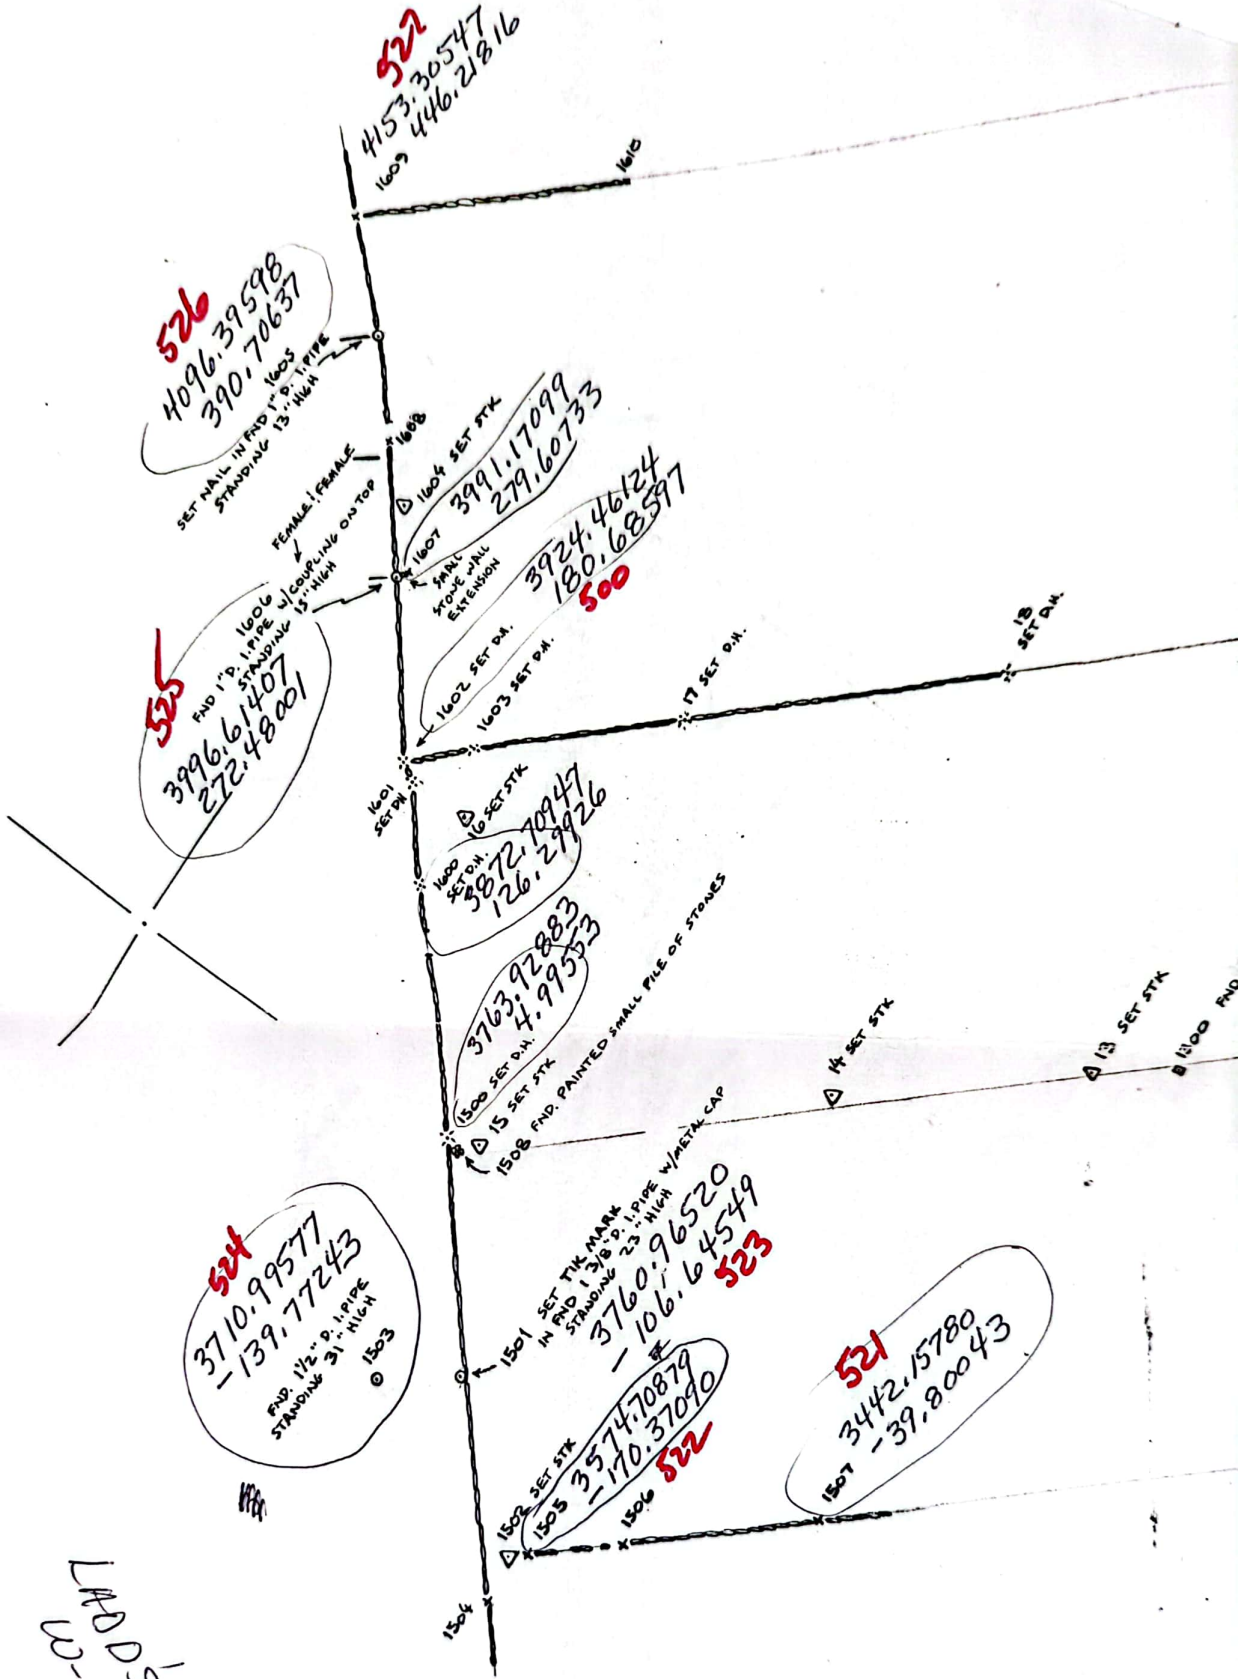 522
4153.30547
446.21816
1609
1610
526
4096.39598
390.70637
1605
SET NAIL IN FND 1" D. I. PIPE
STANDING 13" HIGH
1608
FEMALE / FEMALE
1604 SET STK
3991.17099
279.60733
1607
SMALL
STONE WALL
EXTENSION
525
1606
FND 1" D. I. PIPE W/COUPLING ON TOP
STANDING 15" HIGH
3996.61407
272.48001
3924.46124
180.68597
500
1602 SET D.H.
1603 SET D.H.
17 SET D.H.
18
SET D.H.
1601
SET DH
16 SET STK
1600
SET D.H.
3872.70947
126.29926
3763.92883
4.99553
1500 SET D.H.
15 SET STK
1508 FND. PAINTED SMALL PILE OF STONES
14 SET STK
13 SET STK
1300 FND
524
3710.99577
-139.77243
FND. 1 1/2" D. I. PIPE
STANDING 31" HIGH
1503
1501 SET TIK MARK
IN FND 1 3/8" D. I. PIPE W/METAL CAP
STANDING 23" HIGH
3760.96520
-106.64549
523
1502 SET STK
1505 3574.70879
-170.37090
1506 522
521
3442.15780
-39.80043
1507
1504
LADD'S
W-